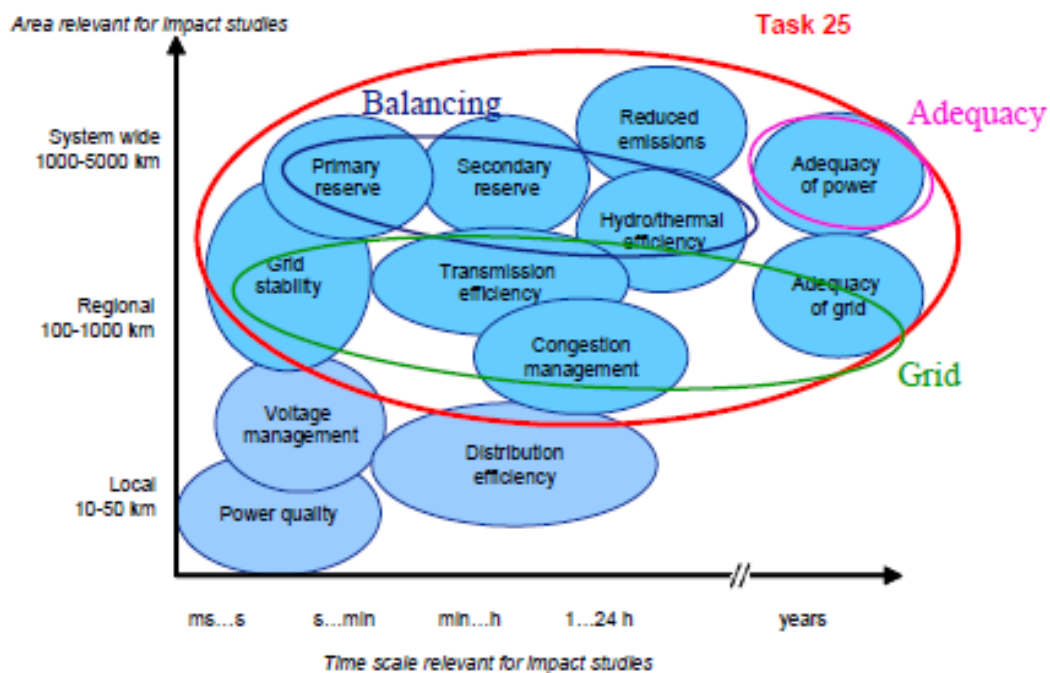 Area relevant for impact studies
Task 25
Balancing
Adequacy
System wide
1000-5000 km
Reduced
emissions
Primary
reserve
Secondary
reserve
Adequacy
of power
Hydro/thermal
efficiency
Grid
stability
Transmission
efficiency
Adequacy
of grid
Regional
100-1000 km
Congestion
management
Grid
Voltage
management
Distribution
efficiency
Local
10-50 km
Power quality
ms...s
s...min
min...h
1...24 h
years
Time scale relevant for impact studies